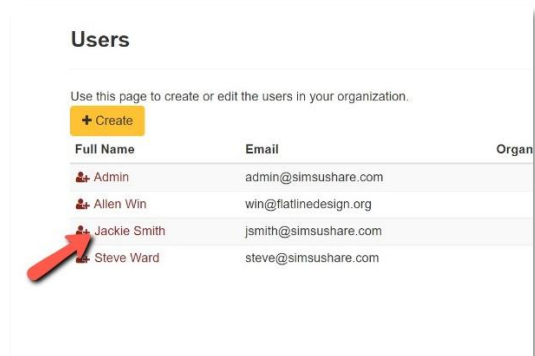 Users
Use this page to create or edit the users in your organization.
+ Create
Full Name Email Organ
Admin admin@simsushare.com
Allen Win win@flatlinedesign.org
Jackie Smith jsmith@simsushare.com
Steve Ward steve@simsushare.com